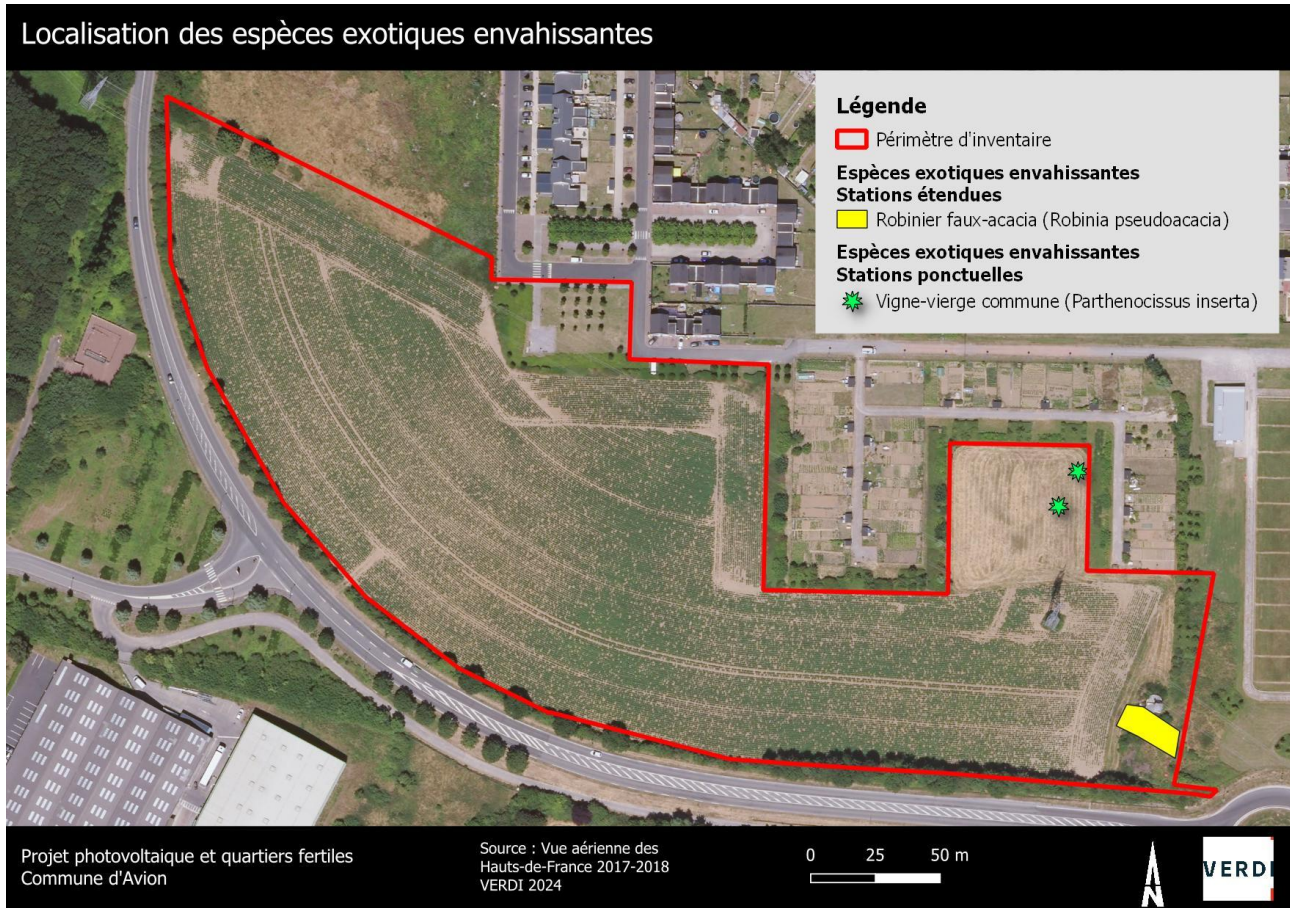 Localisation des espèces exotiques envahissantes
Légende
Périmètre d'inventaire
Espèces exotiques envahissantes
Stations étendues
Robinier faux-acacia (Robinia pseudoacacia)
Espèces exotiques envahissantes
Stations ponctuelles
Vigne-vierge commune (Parthenocissus inserta)
Projet photovoltaique et quartiers fertiles
Commune d'Avion
Source : Vue aérienne des
Hauts-de-France 2017-2018
VERDI 2024
0 25 50 m
N
VERDI